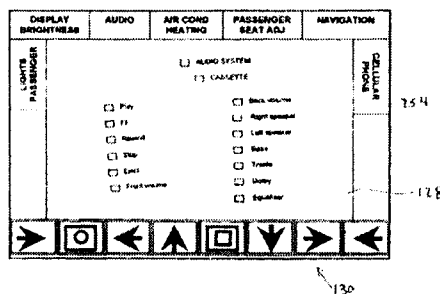 DISPLAY BRIGHTNESS
AUDIO
AIR COND HEATING
PASSENGER SEAT ADJ
NAVIGATION
LIGHTS PASSENGER
CELLULAR PHONE
AUDIO SYSTEM
CASSETTE
Play
FF
Rewind
Stop
Eject
Front volume
Back volume
Right speaker
Left speaker
Bass
Treble
Dolby
Equalizer
254
128
130